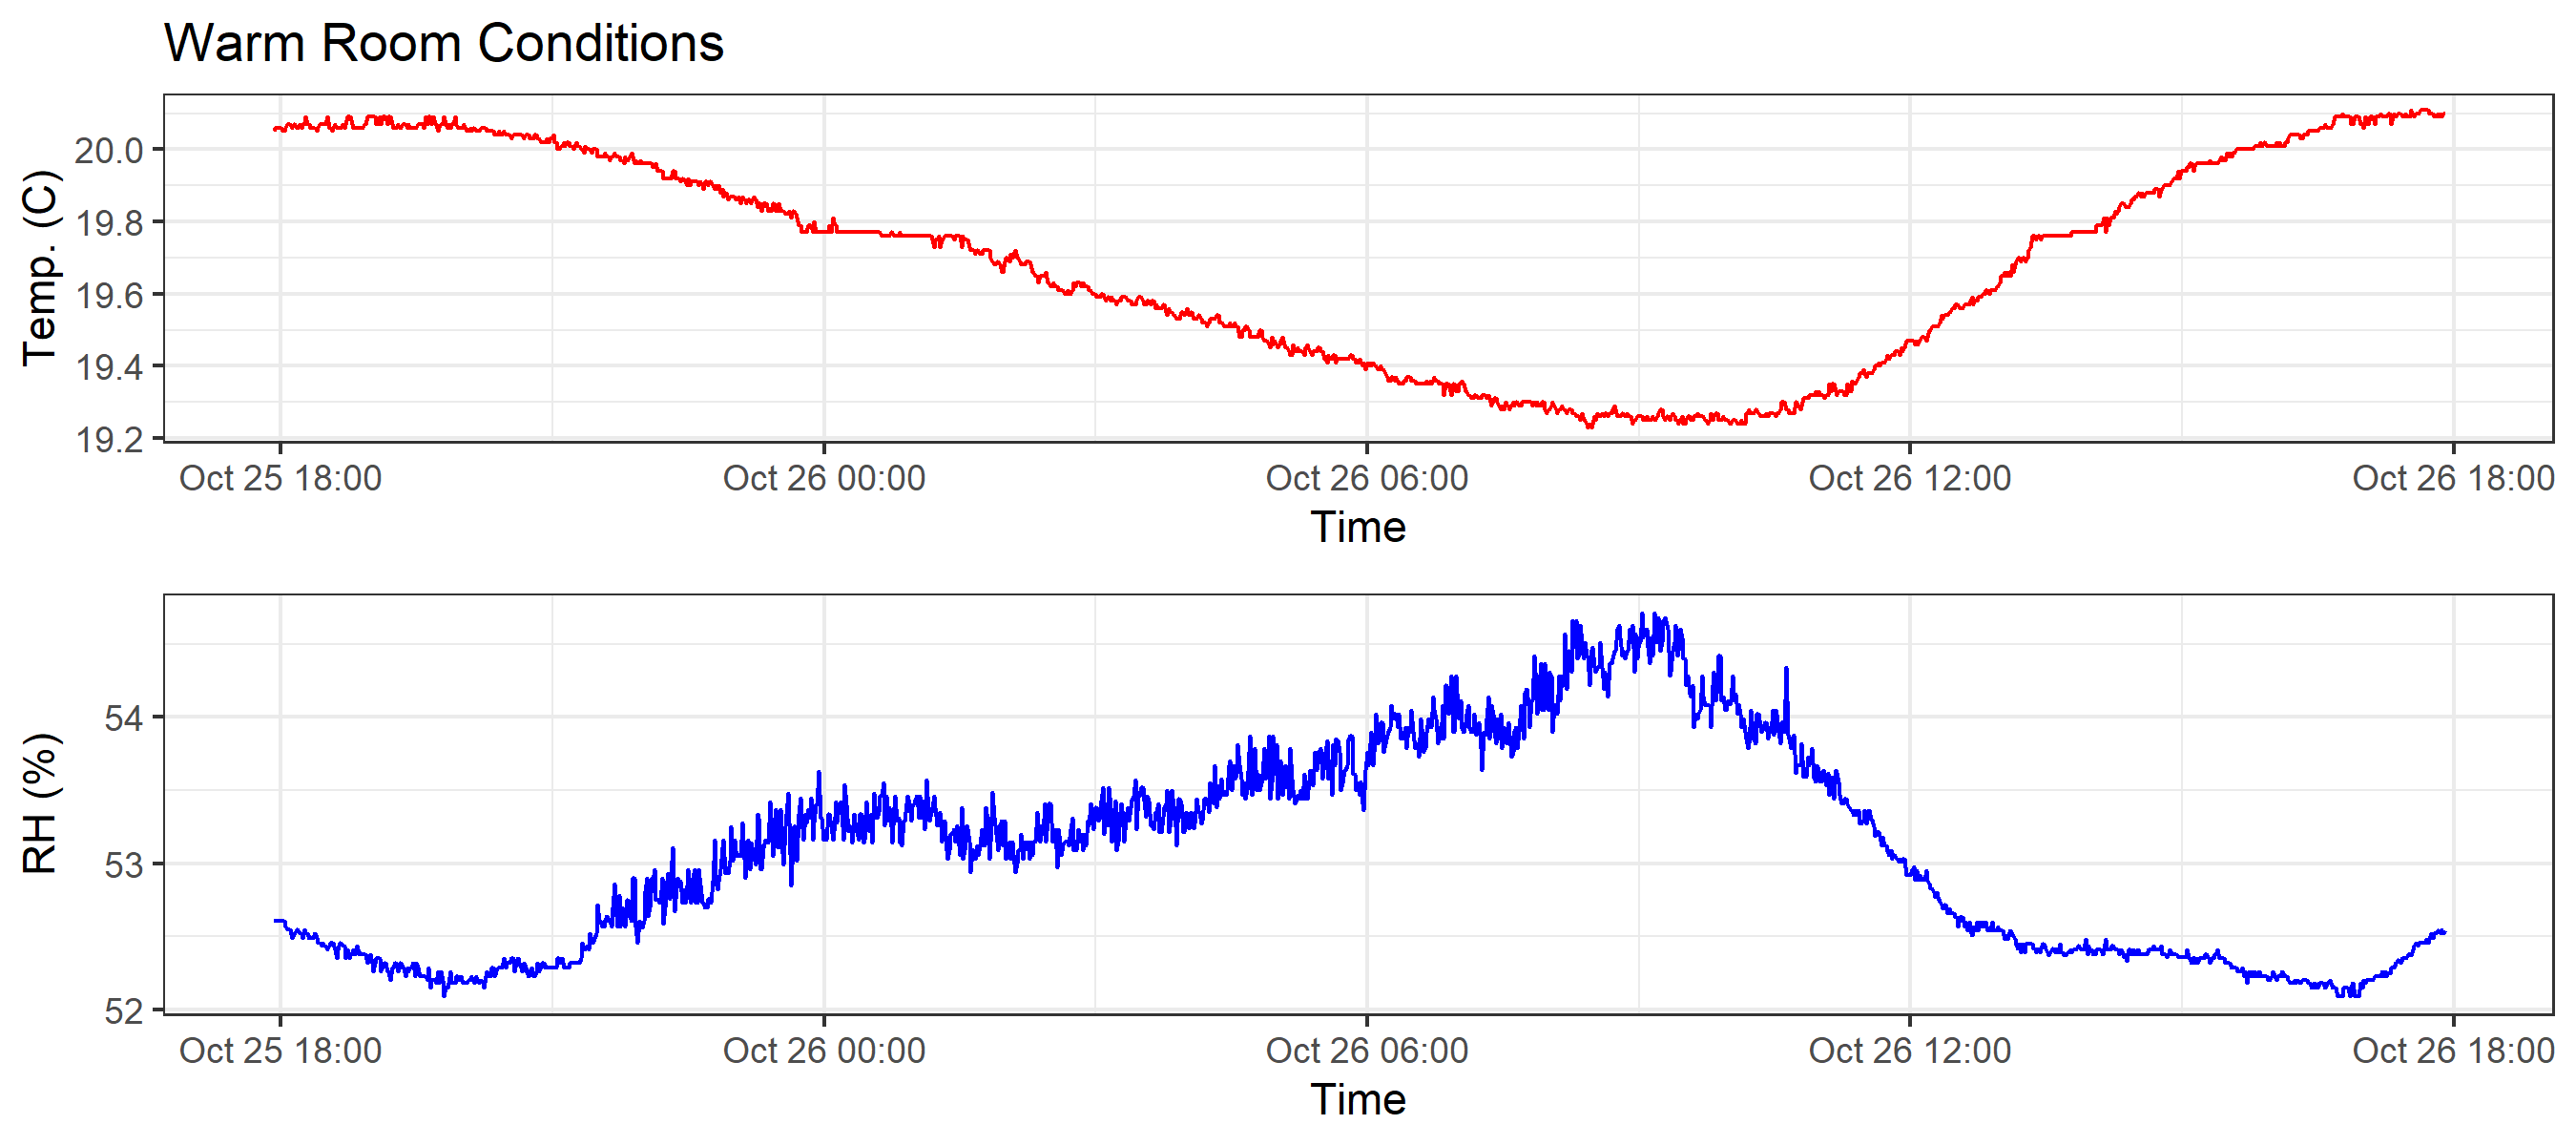 Warm Room Conditions
Temp. (C)
20.0
19.8
19.6
19.4
19.2
Oct 25 18:00 Oct 26 00:00 Oct 26 06:00 Oct 26 12:00 Oct 26 18:00
Time
RH (%)
54
53
52
Oct 25 18:00 Oct 26 00:00 Oct 26 06:00 Oct 26 12:00 Oct 26 18:00
Time